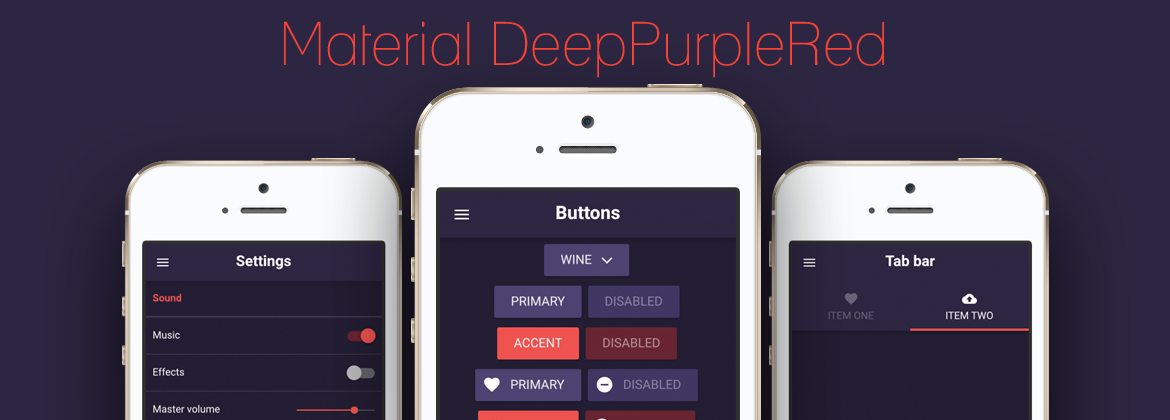 Material DeepPurpleRed
Settings
Sound
Music
Effects
Master volume
Buttons
WINE
PRIMARY DISABLED
ACCENT DISABLED
PRIMARY DISABLED
Tab bar
ITEM ONE ITEM TWO